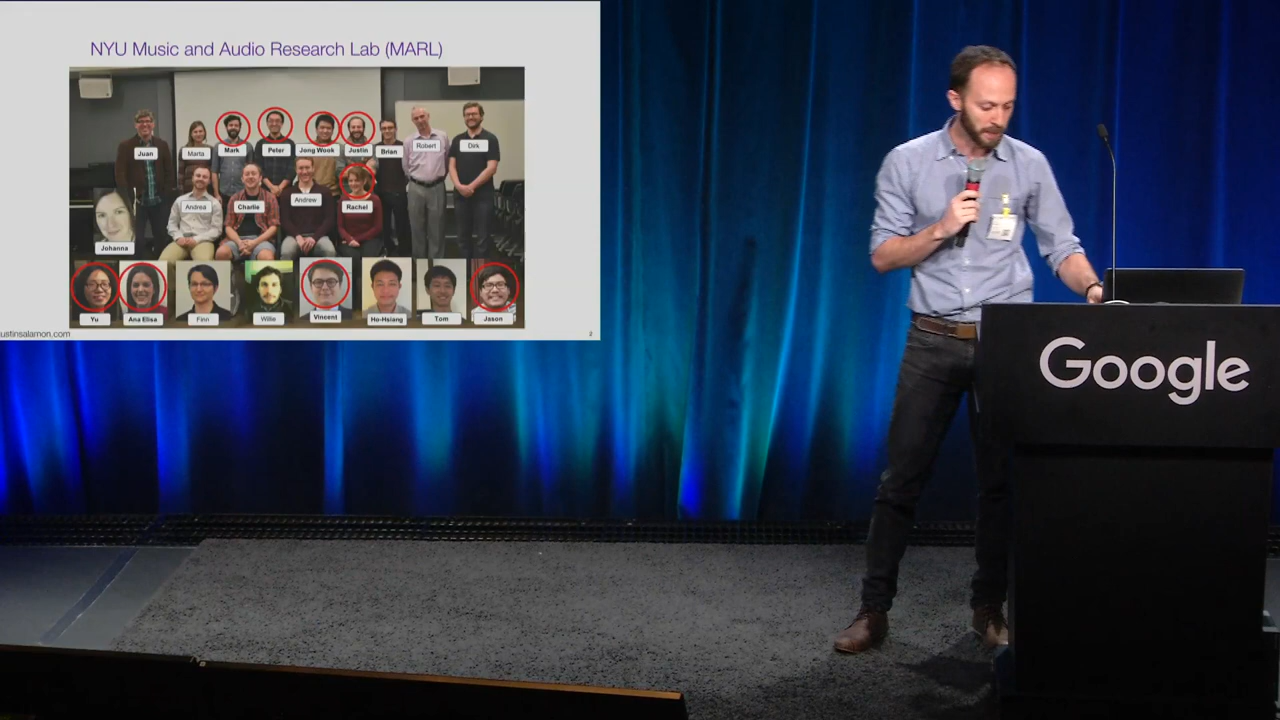 NYU Music and Audio Research Lab (MARL)
Juan
Marta
Mark
Peter
Jong Wook
Justin
Brian
Robert
Dirk
Andrea
Charlie
Andrew
Rachel
Johanna
Yu
Ana Elisa
Finn
Willie
Vincent
Ho-Hsiang
Tom
Jason
ustinsalamon.com
2
Google